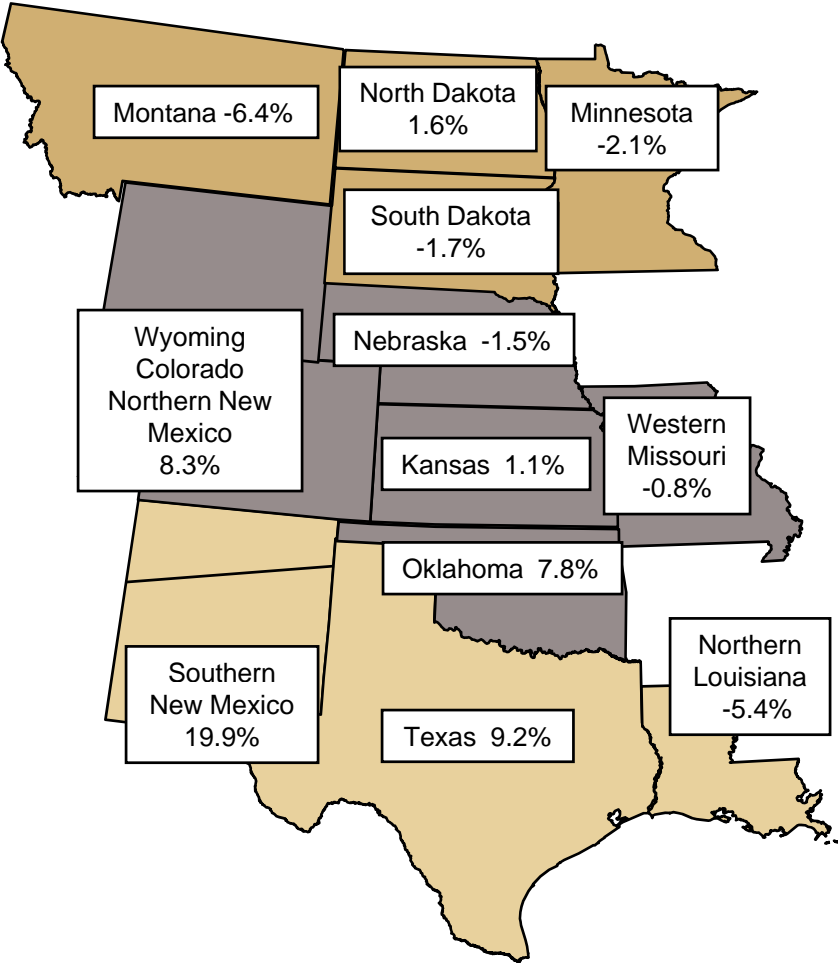 Montana -6.4%
North Dakota
1.6%
Minnesota
-2.1%
South Dakota
-1.7%
Wyoming
Colorado
Northern New
Mexico
8.3%
Nebraska -1.5%
Western
Missouri
-0.8%
Kansas 1.1%
Oklahoma 7.8%
Southern
New Mexico
19.9%
Texas 9.2%
Northern
Louisiana
-5.4%